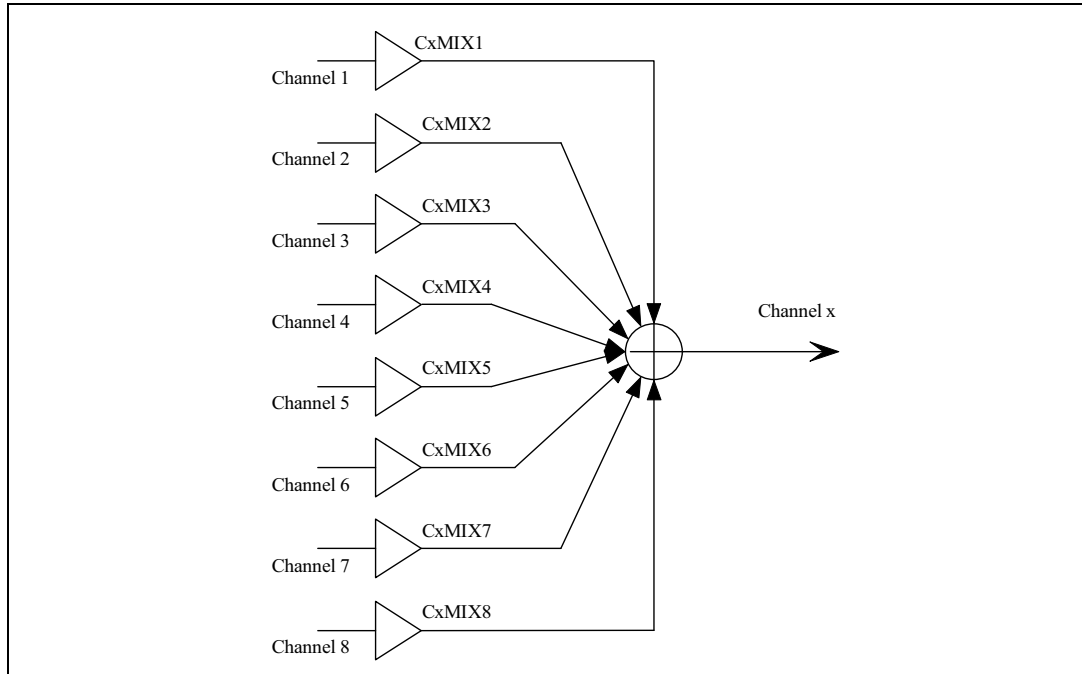 CxMIX1
Channel 1
CxMIX2
Channel 2
CxMIX3
Channel 3
CxMIX4
Channel x
Channel 4
CxMIX5
Channel 5
CxMIX6
Channel 6
CxMIX7
Channel 7
CxMIX8
Channel 8